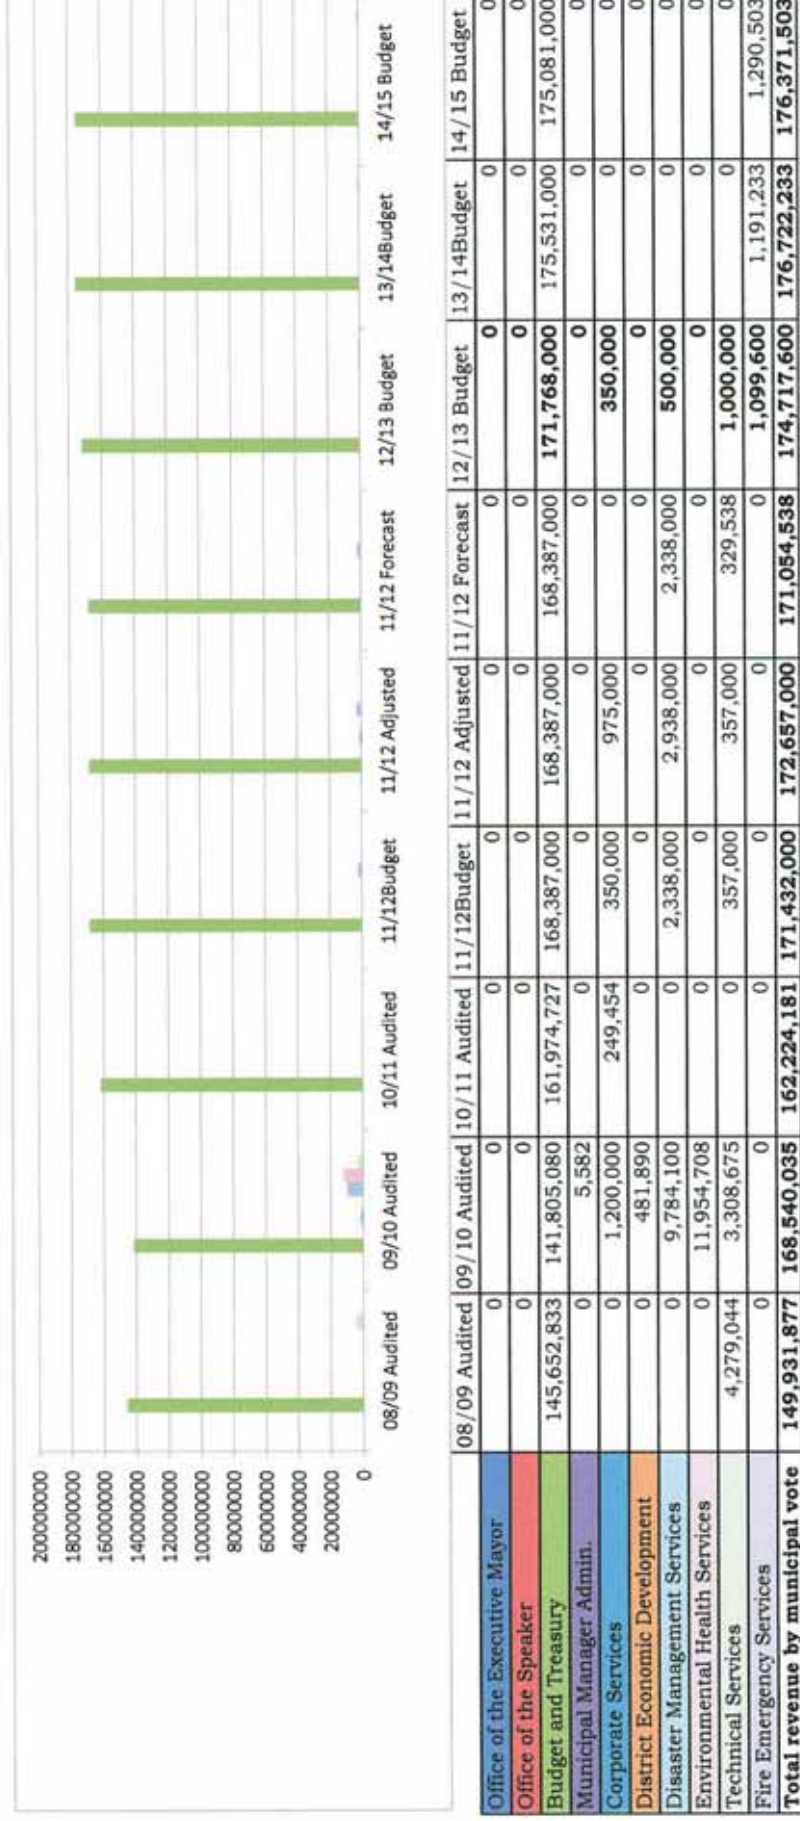 200000000
180000000
160000000
140000000
120000000
100000000
80000000
60000000
40000000
20000000
0
08/09 Audited 09/10 Audited 10/11 Audited 11/12Budget 11/12 Adjusted 11/12 Forecast 12/13 Budget 13/14Budget 14/15 Budget
08/09 Audited 09/10 Audited 10/11 Audited 11/12Budget 11/12 Adjusted 11/12 Forecast 12/13 Budget 13/14Budget 14/15 Budget
Office of the Executive Mayor 0 0 0 0 0 0 0 0 0
Office of the Speaker 0 0 0 0 0 0 0 0 0
Budget and Treasury 145,652,833 141,805,080 161,974,727 168,387,000 168,387,000 168,387,000 171,768,000 175,531,000 175,081,000
Municipal Manager Admin. 0 5,582 0 0 0 0 0 0 0
Corporate Services 0 1,200,000 249,454 350,000 975,000 0 350,000 0 0
District Economic Development 0 481,890 0 0 0 0 0 0 0
Disaster Management Services 0 9,784,100 0 2,338,000 2,938,000 2,338,000 500,000 0 0
Environmental Health Services 0 11,954,708 0 0 0 0 0 0 0
Technical Services 4,279,044 3,308,675 0 357,000 357,000 329,538 1,000,000 0 0
Fire Emergency Services 0 0 0 0 0 0 1,099,600 1,191,233 1,290,503
Total revenue by municipal vote 149,931,877 168,540,035 162,224,181 171,432,000 172,657,000 171,054,538 174,717,600 176,722,233 176,371,503